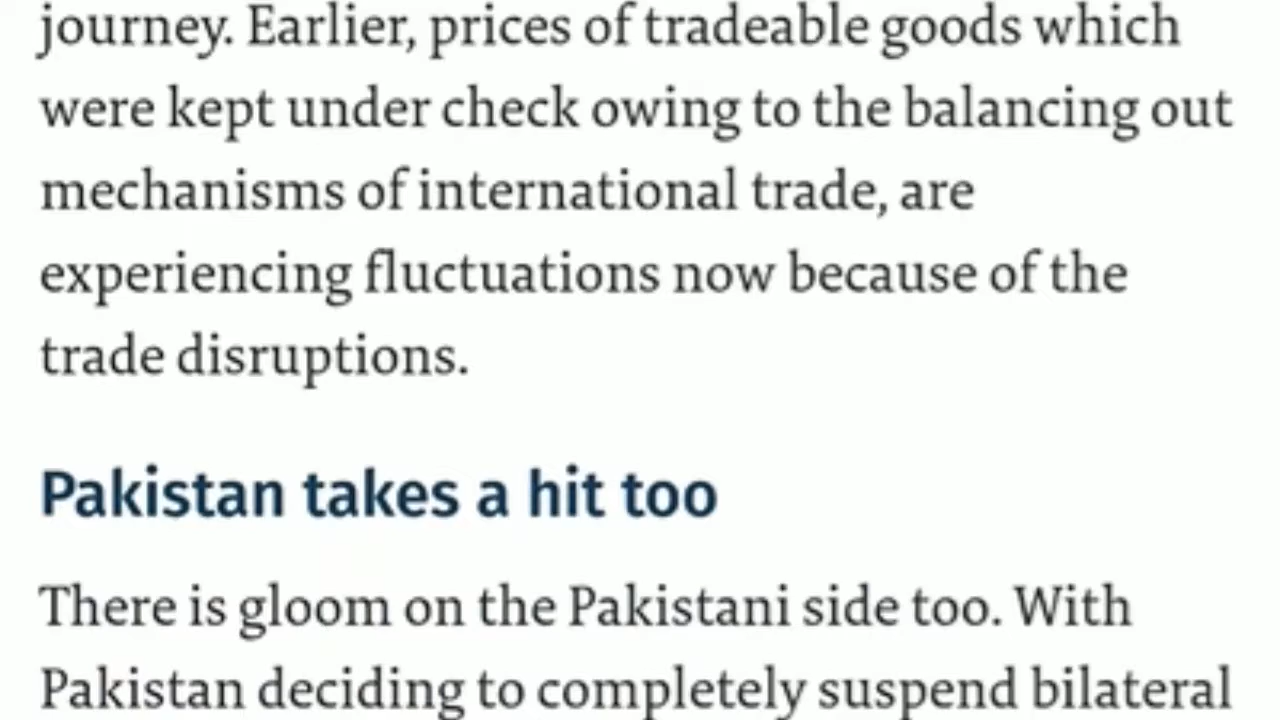 journey. Earlier, prices of tradeable goods which
were kept under check owing to the balancing out
mechanisms of international trade, are
experiencing fluctuations now because of the
trade disruptions.
Pakistan takes a hit too
There is gloom on the Pakistani side too. With
Pakistan deciding to completely suspend bilateral